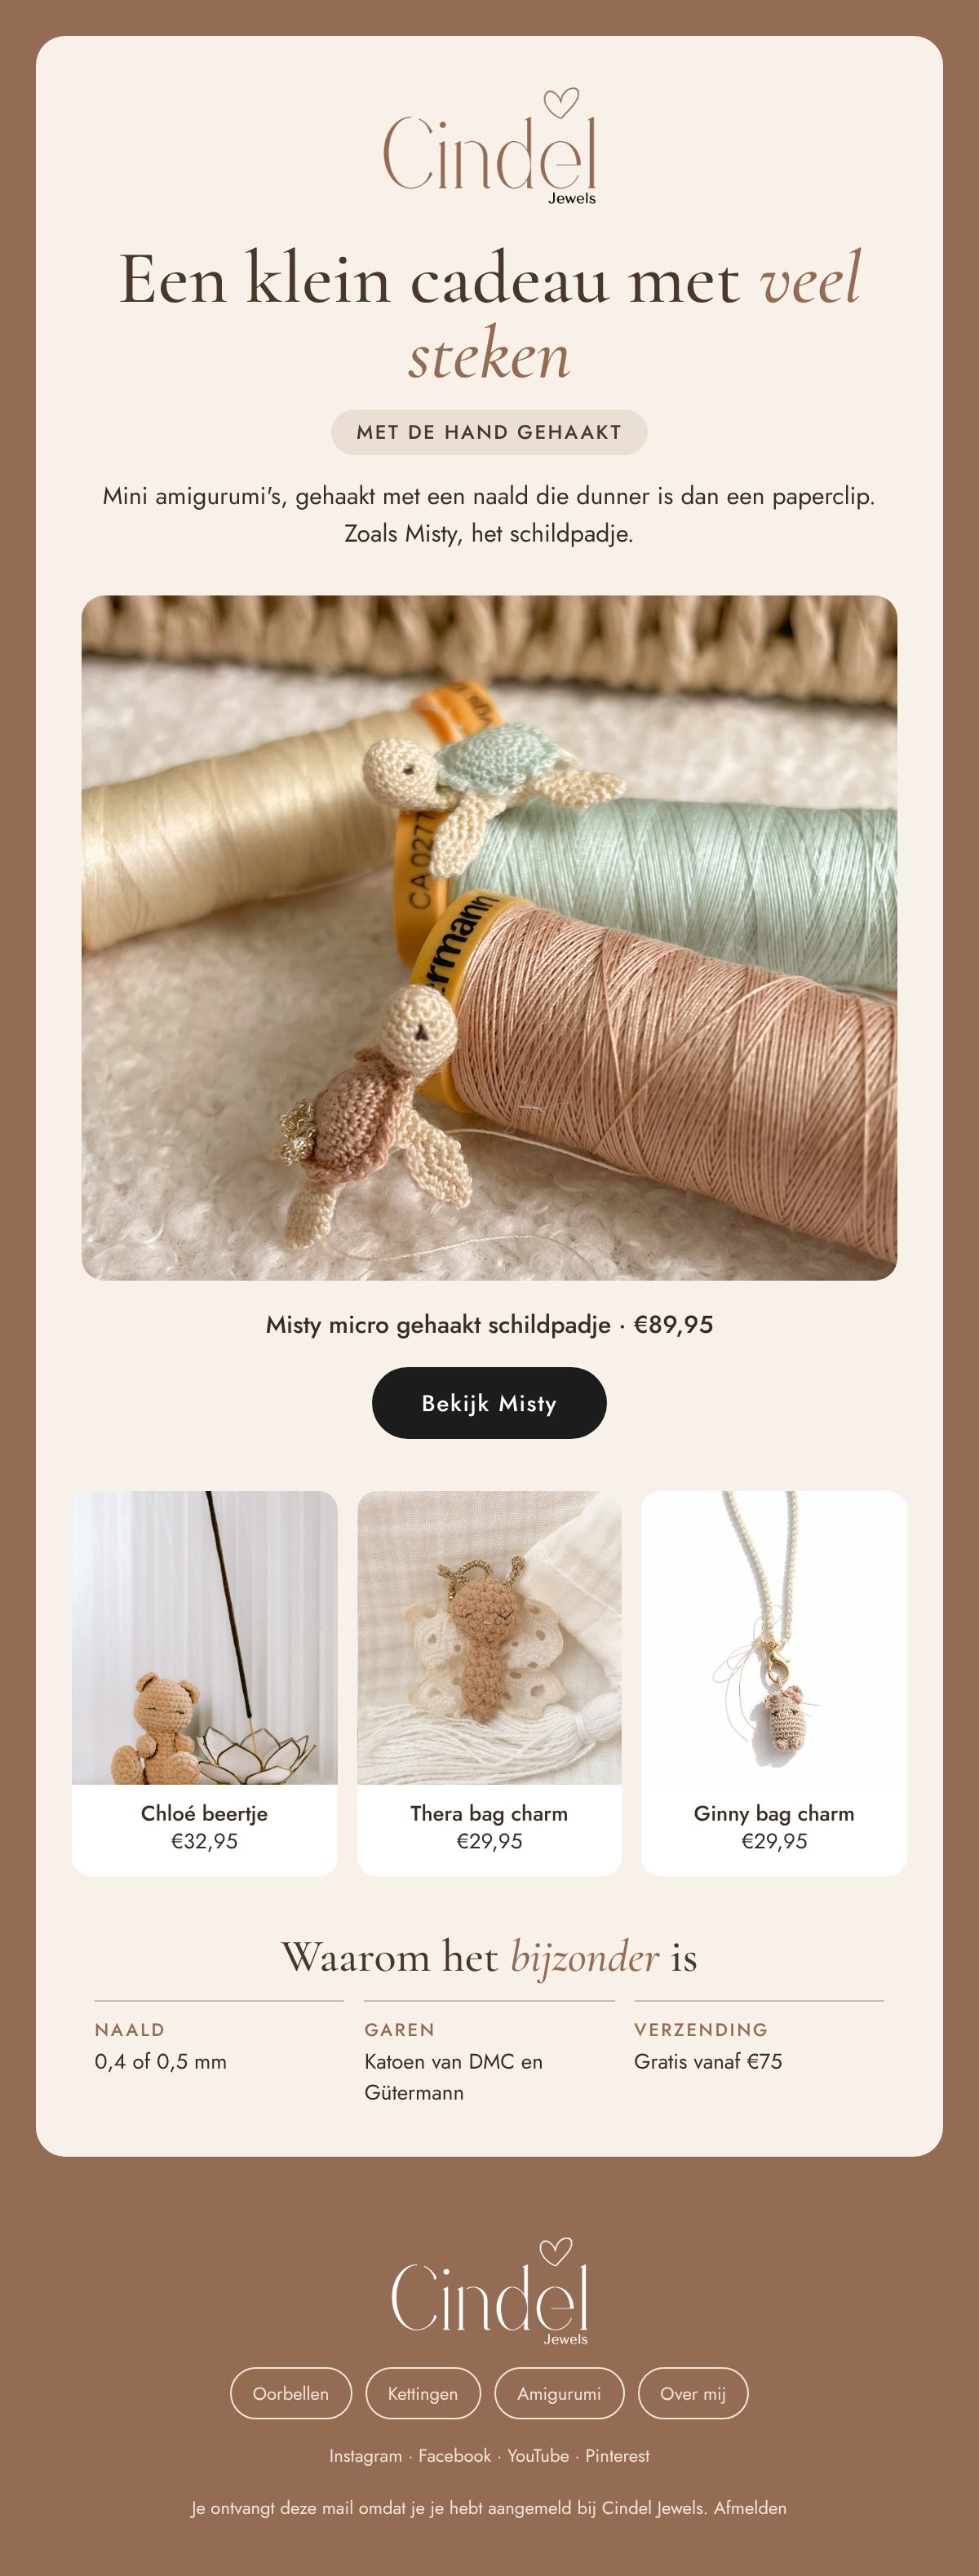 Cindel
Jewels
Een klein cadeau met veel
steken
MET DE HAND GEHAAKT
Mini amigurumi's, gehaakt met een naald die dunner is dan een paperclip.
Zoals Misty, het schildpadje.
CA 0277
ermann
Misty micro gehaakt schildpadje · €89,95
Bekijk Misty
Chloé beertje
€32,95
Thera bag charm
€29,95
Ginny bag charm
€29,95
Waarom het bijzonder is
NAALD
0,4 of 0,5 mm
GAREN
Katoen van DMC en
Gütermann
VERZENDING
Gratis vanaf €75
Cindel
Jewels
Oorbellen
Kettingen
Amigurumi
Over mij
Instagram · Facebook · YouTube · Pinterest
Je ontvangt deze mail omdat je je hebt aangemeld bij Cindel Jewels. Afmelden